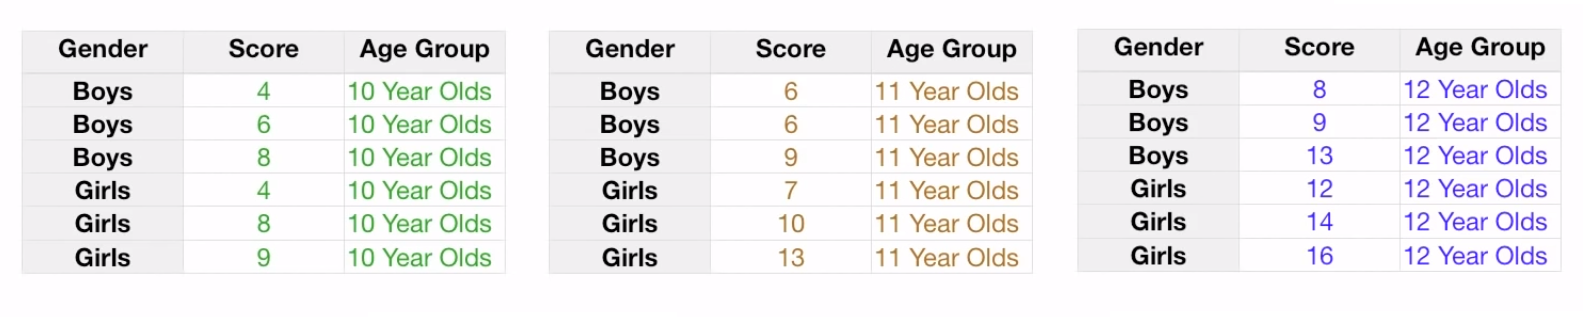 Gender Score Age Group
Boys 4 10 Year Olds
Boys 6 10 Year Olds
Boys 8 10 Year Olds
Girls 4 10 Year Olds
Girls 8 10 Year Olds
Girls 9 10 Year Olds
Gender Score Age Group
Boys 6 11 Year Olds
Boys 6 11 Year Olds
Boys 9 11 Year Olds
Girls 7 11 Year Olds
Girls 10 11 Year Olds
Girls 13 11 Year Olds
Gender Score Age Group
Boys 8 12 Year Olds
Boys 9 12 Year Olds
Boys 13 12 Year Olds
Girls 12 12 Year Olds
Girls 14 12 Year Olds
Girls 16 12 Year Olds